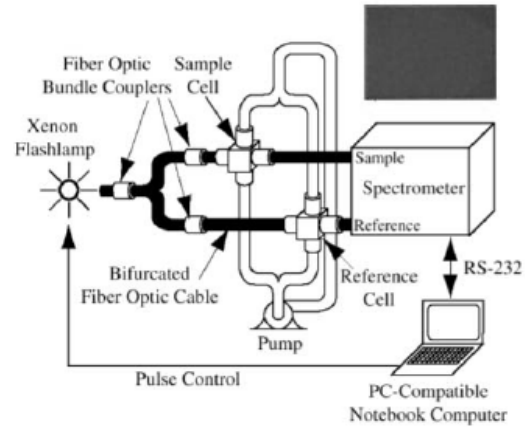 Fiber Optic
Bundle Couplers
Sample
Cell
Xenon
Flashlamp
Sample
Spectrometer
Reference
Bifurcated
Fiber Optic Cable
Reference
Cell
RS-232
Pump
Pulse Control
PC-Compatible
Notebook Computer